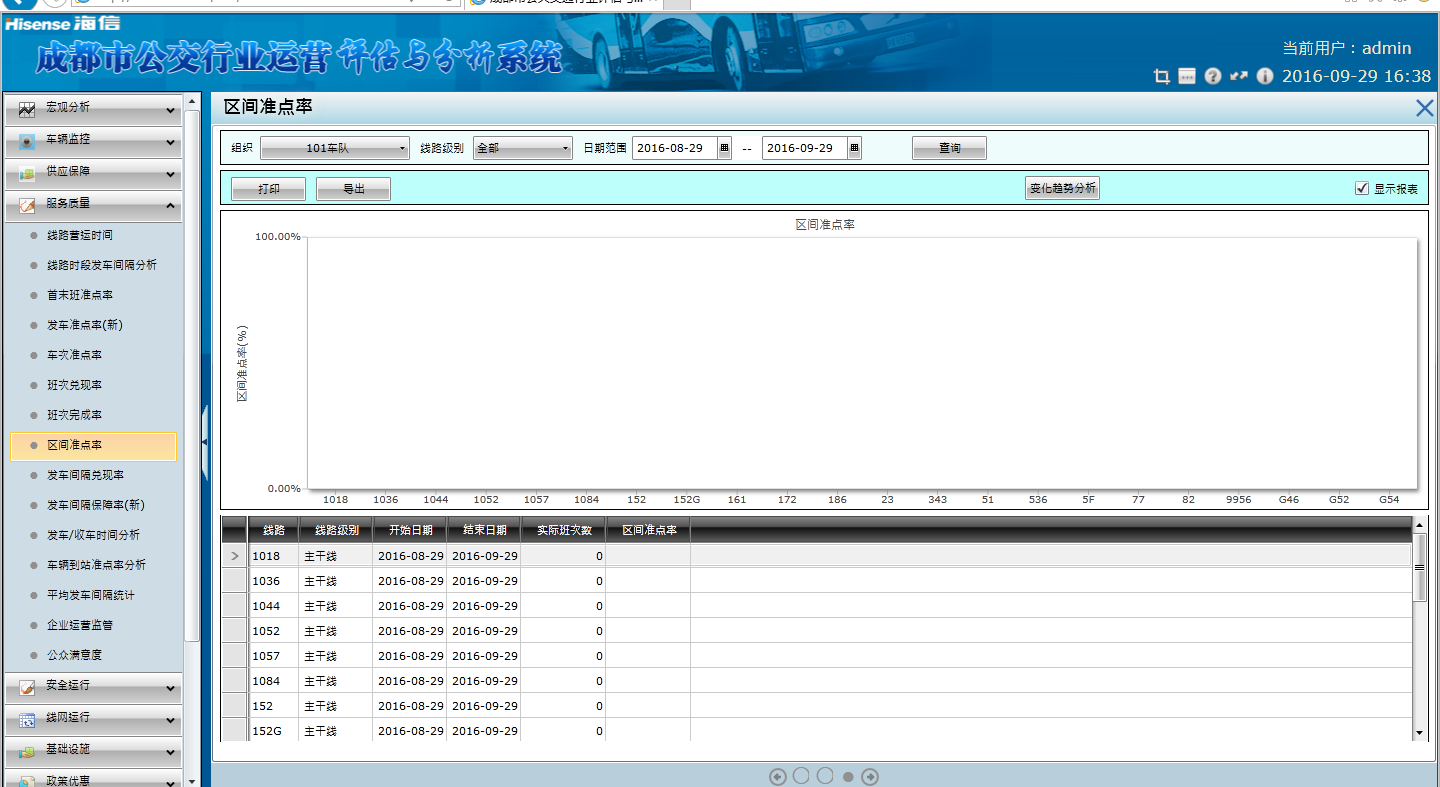 Hisense 海信
成都市公交行业运营评估与分析系统
当前用户：admin
2016-09-29 16:38
宏观分析
车辆监控
供应保障
服务质量
线路营运时间
线路时段发车间隔分析
首末班准点率
发车准点率(新)
车次准点率
班次兑现率
班次完成率
区间准点率
发车间隔兑现率
发车间隔保障率(新)
发车/收车时间分析
车辆到站准点率分析
平均发车间隔统计
企业运营监管
公众满意度
安全运行
线网运行
基础设施
政策优惠
区间准点率
组织 101车队 线路级别 全部 日期范围 2016-08-29 -- 2016-09-29 查询
打印 导出 变化趋势分析 显示报表
区间准点率
100.00%
区间准点率(%)
0.00%
1018 1036 1044 1052 1057 1084 152 152G 161 172 186 23 343 51 536 5F 77 82 9956 G46 G52 G54
线路 线路级别 开始日期 结束日期 实际班次数 区间准点率
> 1018 主干线 2016-08-29 2016-09-29 0
1036 主干线 2016-08-29 2016-09-29 0
1044 主干线 2016-08-29 2016-09-29 0
1052 主干线 2016-08-29 2016-09-29 0
1057 主干线 2016-08-29 2016-09-29 0
1084 主干线 2016-08-29 2016-09-29 0
152 主干线 2016-08-29 2016-09-29 0
152G 主干线 2016-08-29 2016-09-29 0